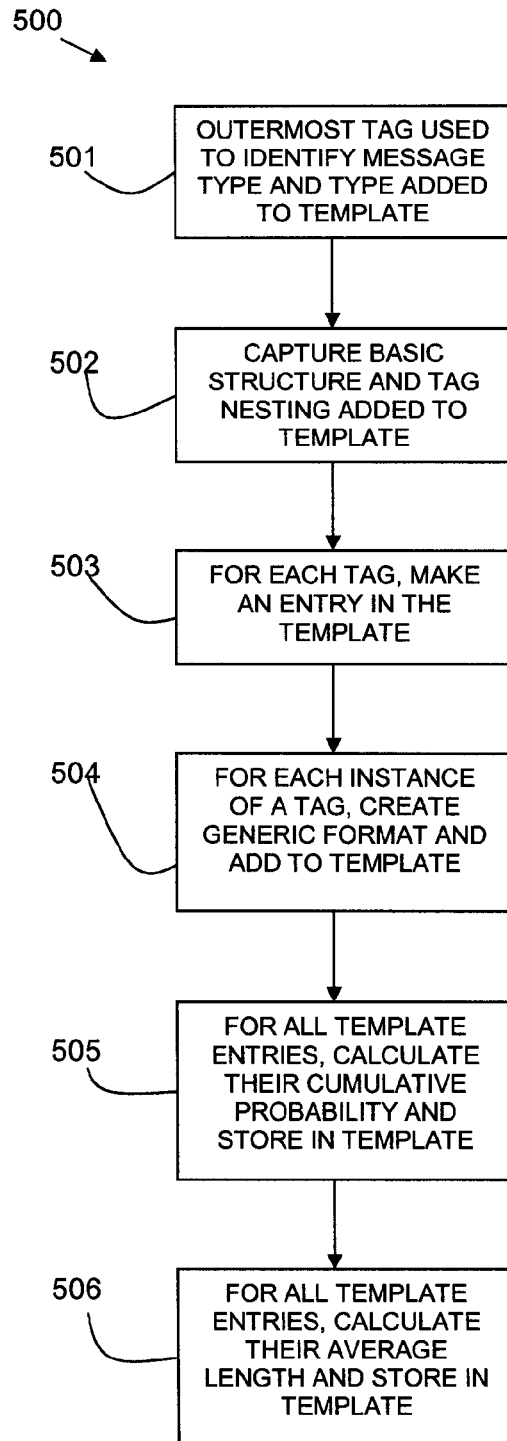 500
501
OUTERMOST TAG USED
TO IDENTIFY MESSAGE
TYPE AND TYPE ADDED
TO TEMPLATE
502
CAPTURE BASIC
STRUCTURE AND TAG
NESTING ADDED TO
TEMPLATE
503
FOR EACH TAG, MAKE
AN ENTRY IN THE
TEMPLATE
504
FOR EACH INSTANCE
OF A TAG, CREATE
GENERIC FORMAT AND
ADD TO TEMPLATE
505
FOR ALL TEMPLATE
ENTRIES, CALCULATE
THEIR CUMULATIVE
PROBABILITY AND
STORE IN TEMPLATE
506
FOR ALL TEMPLATE
ENTRIES, CALCULATE
THEIR AVERAGE
LENGTH AND STORE IN
TEMPLATE